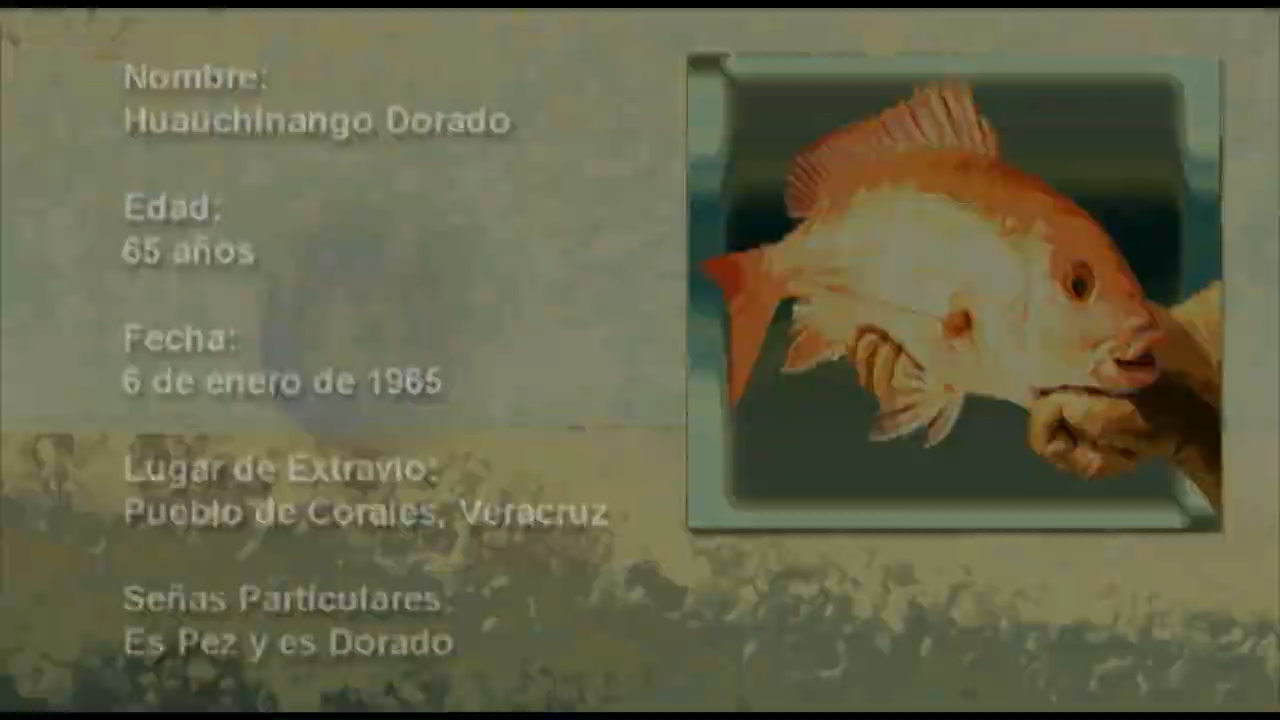 Nombre:
Huauchinango Dorado
Edad:
65 años
Fecha:
6 de enero de 1965
Lugar de Extravio:
Pueblo de Corales, Veracruz
Señas Particulares:
Es Pez y es Dorado